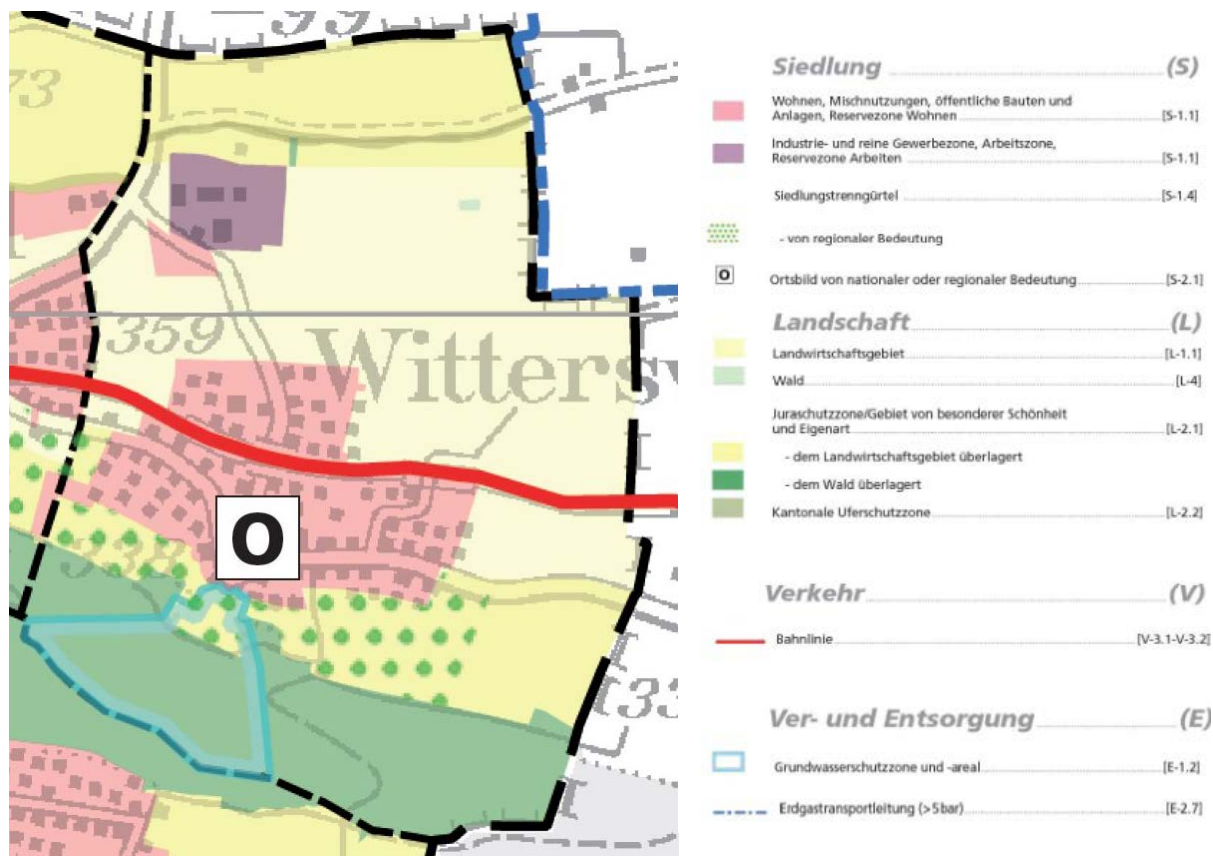 99
73
359
Wittersw
O
338
33
Siedlung (S)
Wohnen, Mischnutzungen, öffentliche Bauten und
Anlagen, Reservezone Wohnen [S-1.1]
Industrie- und reine Gewerbezone, Arbeitszone,
Reservezone Arbeiten [S-1.1]
Siedlungstrenngürtel [S-1.4]
- von regionaler Bedeutung
O Ortsbild von nationaler oder regionaler Bedeutung [S-2.1]
Landschaft (L)
Landwirtschaftsgebiet [L-1.1]
Wald [L-4]
Juraschutzzone/Gebiet von besonderer Schönheit
und Eigenart [L-2.1]
- dem Landwirtschaftsgebiet überlagert
- dem Wald überlagert
Kantonale Uferschutzzone [L-2.2]
Verkehr (V)
Bahnlinie [V-3.1-V-3.2]
Ver- und Entsorgung (E)
Grundwasserschutzzone und -areal [E-1.2]
Erdgastransportleitung (>5bar) [E-2.7]